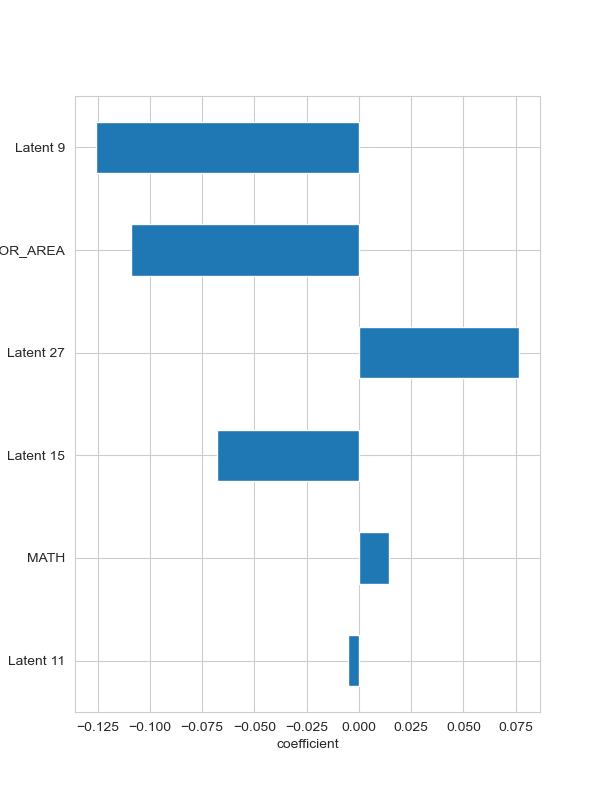 Latent 9
OR_AREA
Latent 27
Latent 15
MATH
Latent 11
−0.125 −0.100 −0.075 −0.050 −0.025 0.000 0.025 0.050 0.075
coefficient